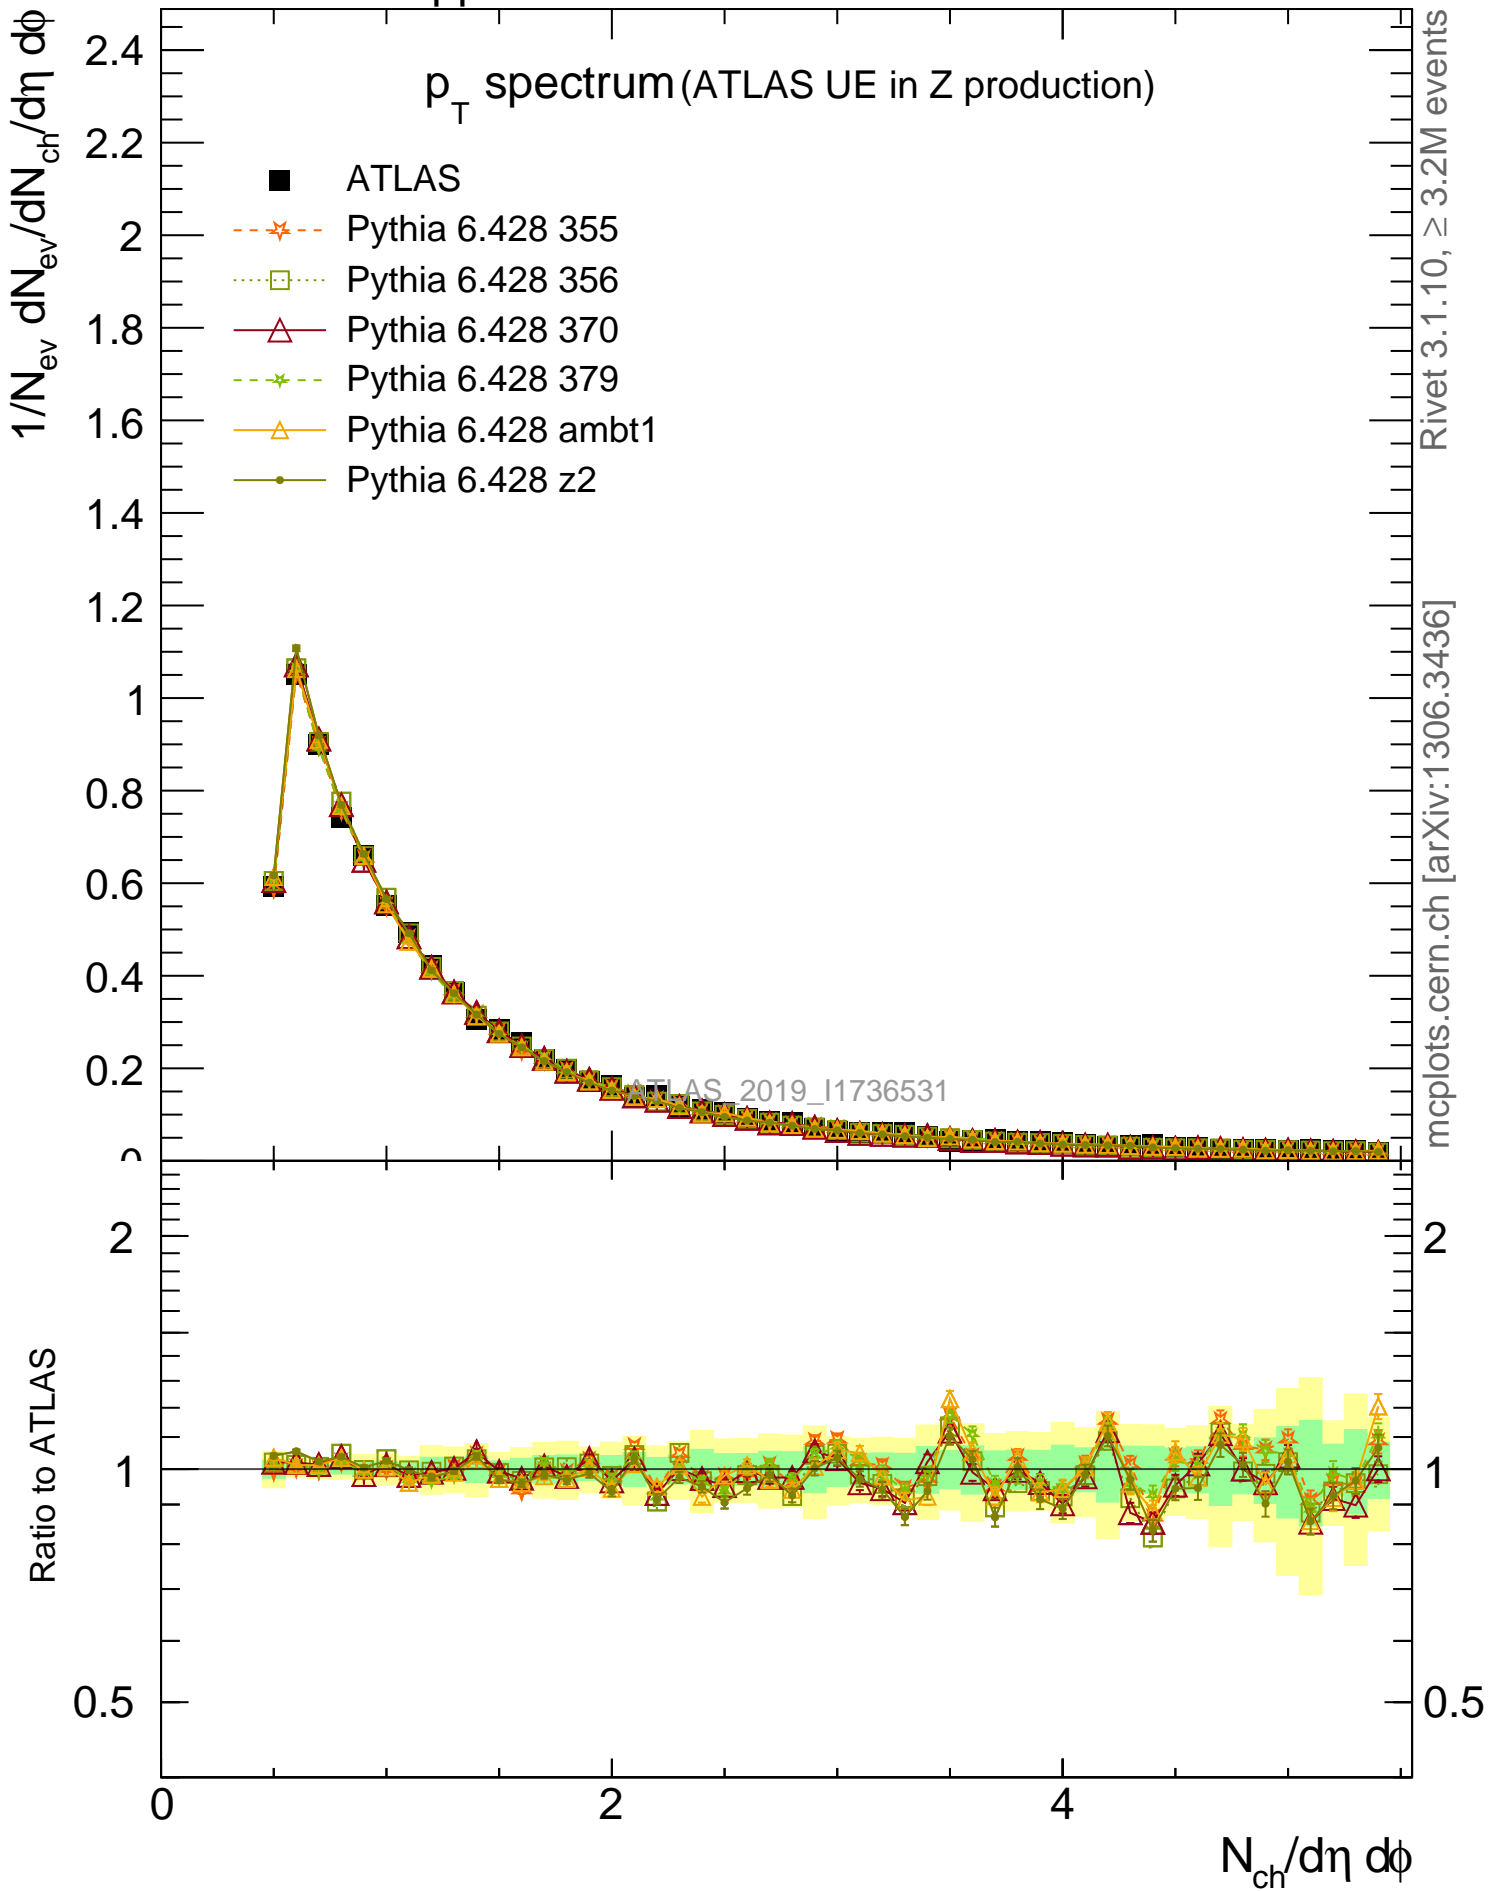 pp
1/N_ev dN_ev/dN_ch/dη dϕ
p_T spectrum (ATLAS UE in Z production)
ATLAS
Pythia 6.428 355
Pythia 6.428 356
Pythia 6.428 370
Pythia 6.428 379
Pythia 6.428 ambt1
Pythia 6.428 z2
2.4
2.2
2
1.8
1.6
1.4
1.2
1
0.8
0.6
0.4
0.2
0
ATLAS_2019_I1736531
Rivet 3.1.10, ≥ 3.2M events
mcplots.cern.ch [arXiv:1306.3436]
Ratio to ATLAS
2
1
0.5
2
1
0.5
0
2
4
N_ch/dη dϕ